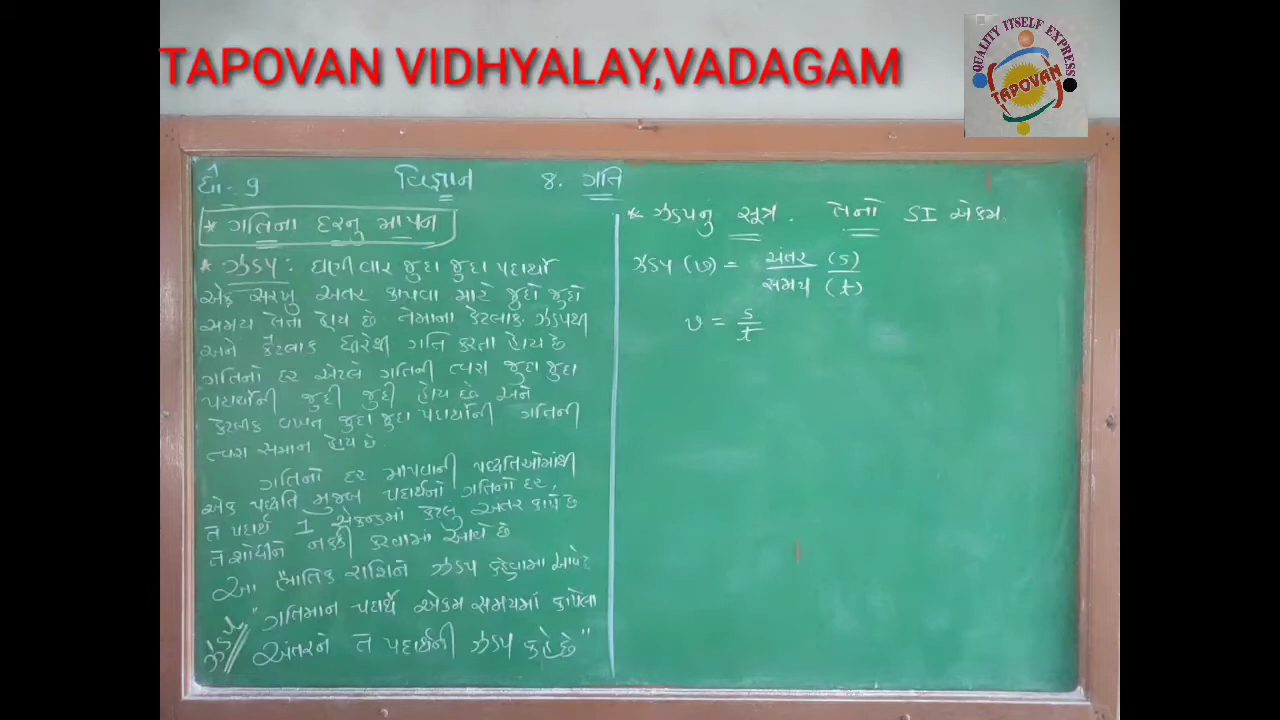 TAPOVAN VIDHYALAY,VADAGAM
QUALITY ITSELF EXPRESS
TAPOVAN
ધો- 9 વિજ્ઞાન 8. ગતિ
* ગતિના દરનુ માપન
* ઝડપ : ઘણીવાર જુદા જુદા પદાર્થો
એક સરખુ અંતર કાપવા માટે જુદો જુદો
સમય લેતા હોય છે તેમાના કેટલાક ઝડપથી
અને કેટલાક ધીરેથી ગતિ કરતા હોય છે
ગતિનો દર એટલે ગતિની ત્વરા જુદા જુદા
પદાર્થોની જુદી જુદી હોય છે અને
કેટલીક વખત જુદા જુદા પદાર્થોની ગતિની
ત્વરા સમાન હોય છે
ગતિનો દર માપવાની પધ્ધતિઓમાંથી
એક પધ્ધતિ મુજબ પદાર્થનો ગતિનો દર,
તે પદાર્થ 1 સેકન્ડમાં કેટલું અંતર કાપે છે
તે શોધીને નક્કી કરવામાં આવે છે
આ ભૌતિક રાશિને ઝડપ કહેવામા આવે છે
"ગતિમાન પદાર્થે એકમ સમયમાં કાપેલા
ઝડપ અંતરને તે પદાર્થની ઝડપ કહે છે"
* ઝડપનું સૂત્ર. તેનો SI એકમ.
ઝડપ (v) = અંતર (s)
સમય (t)
v = s
t